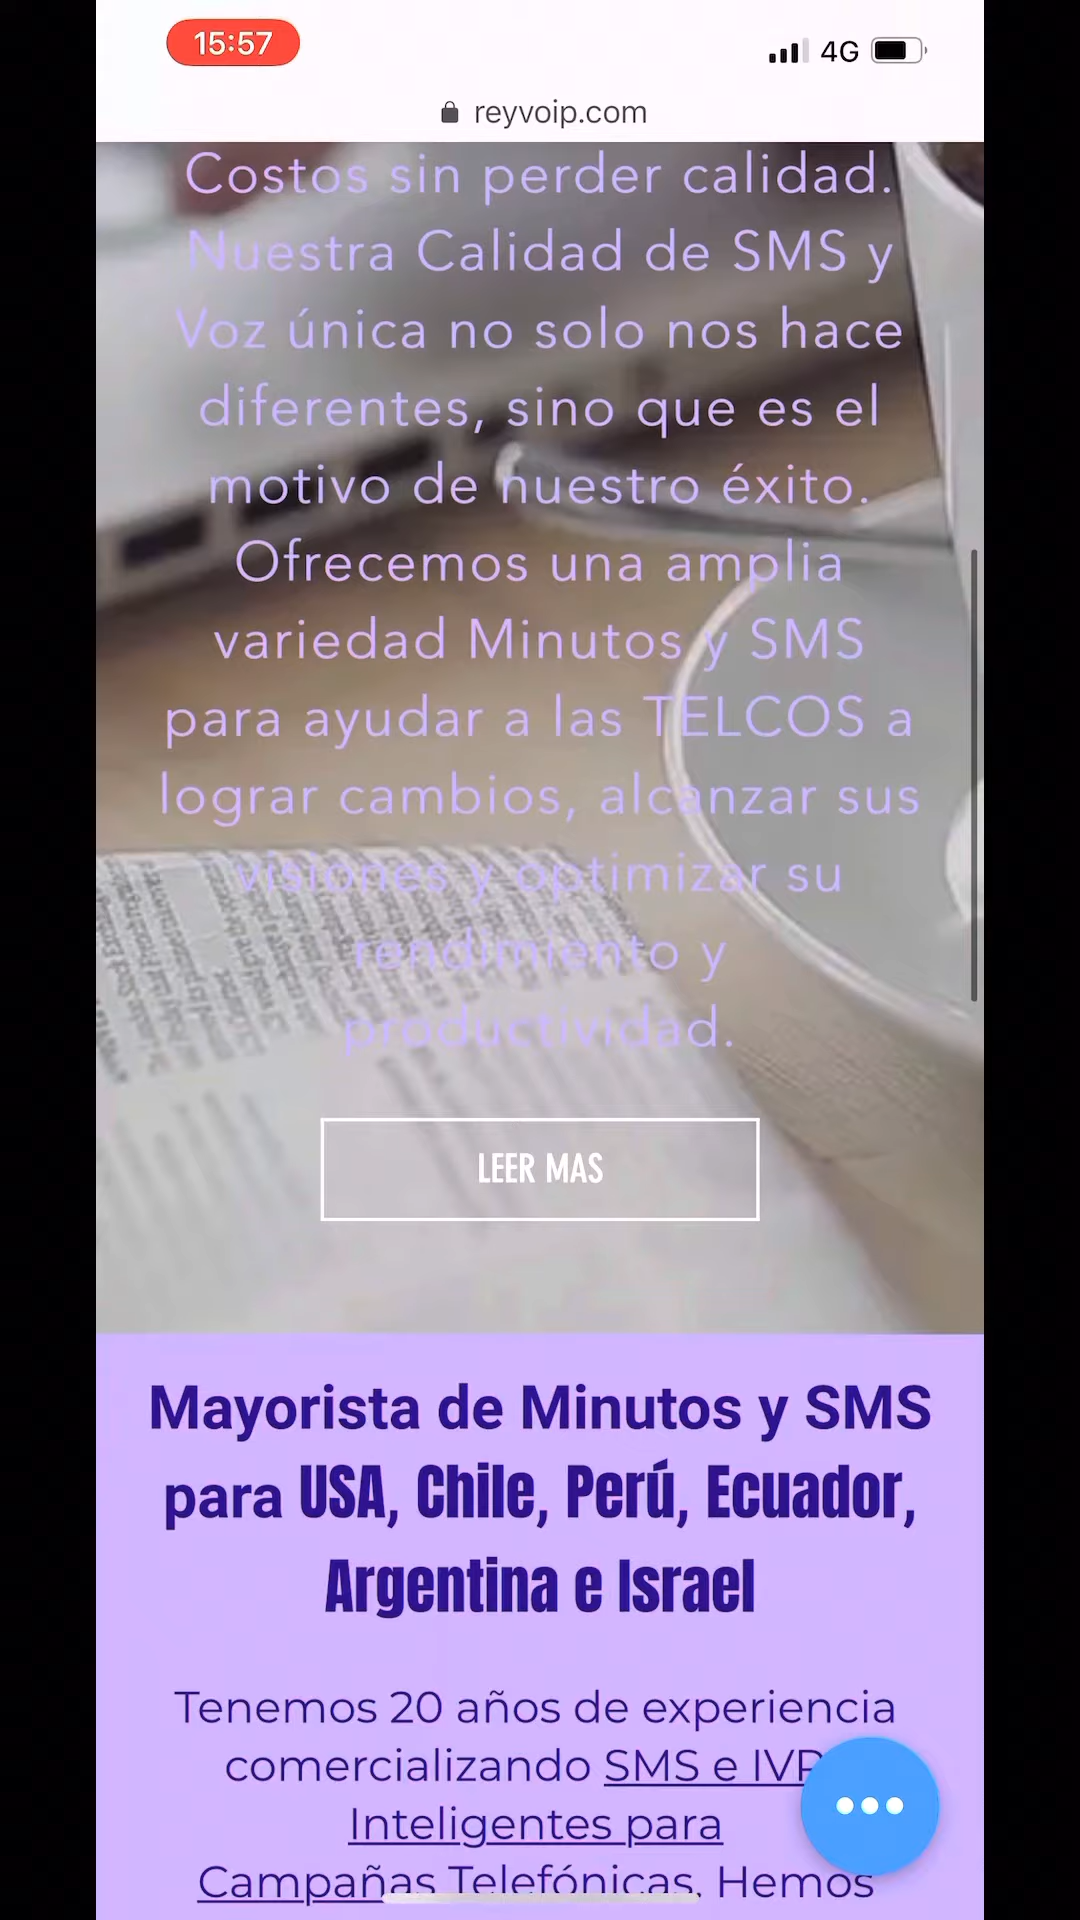 15:57
4G
reyvoip.com
Costos sin perder calidad.
Nuestra Calidad de SMS y
Voz única no solo nos hace
diferentes, sino que es el
motivo de nuestro éxito.
Ofrecemos una amplia
variedad Minutos y SMS
para ayudar a las TELCOS a
lograr cambios, alcanzar sus
visiones y optimizar su
rendimiento y
productividad.
LEER MAS
Mayorista de Minutos y SMS
para USA, Chile, Perú, Ecuador,
Argentina e Israel
Tenemos 20 años de experiencia
comercializando SMS e IVR
Inteligentes para
Campañas Telefónicas. Hemos